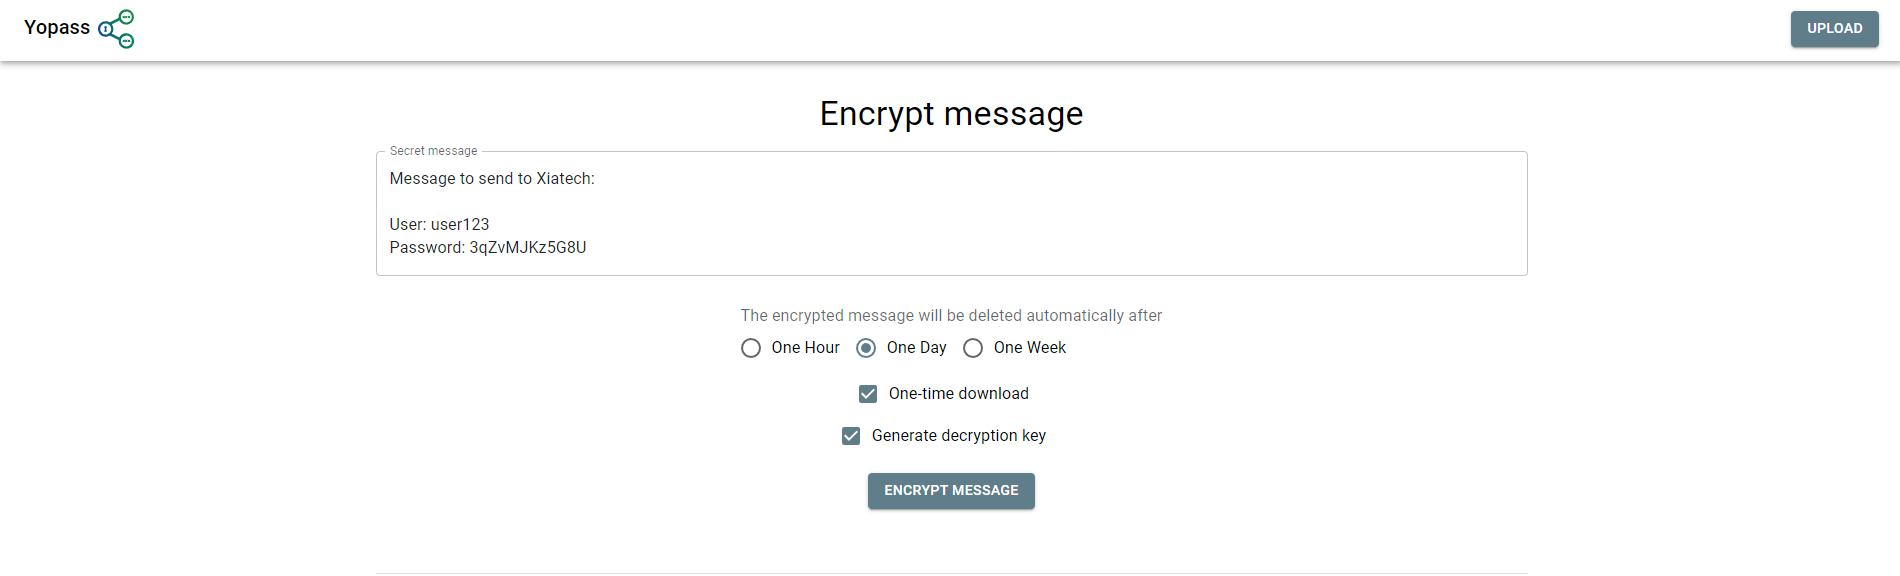 Yopass
UPLOAD
Encrypt message
Secret message
Message to send to Xiatech:
User: user123
Password: 3qZvMJKz5G8U
The encrypted message will be deleted automatically after
One Hour One Day One Week
One-time download
Generate decryption key
ENCRYPT MESSAGE